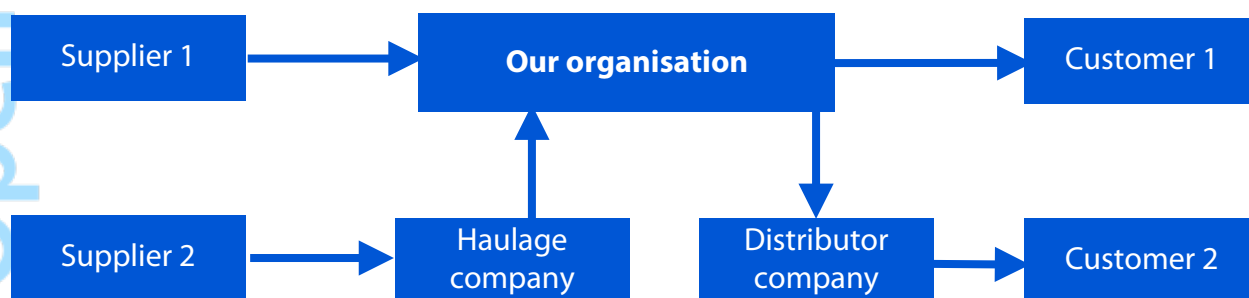 Supplier 1
Our organisation
Customer 1
Supplier 2
Haulage
company
Distributor
company
Customer 2